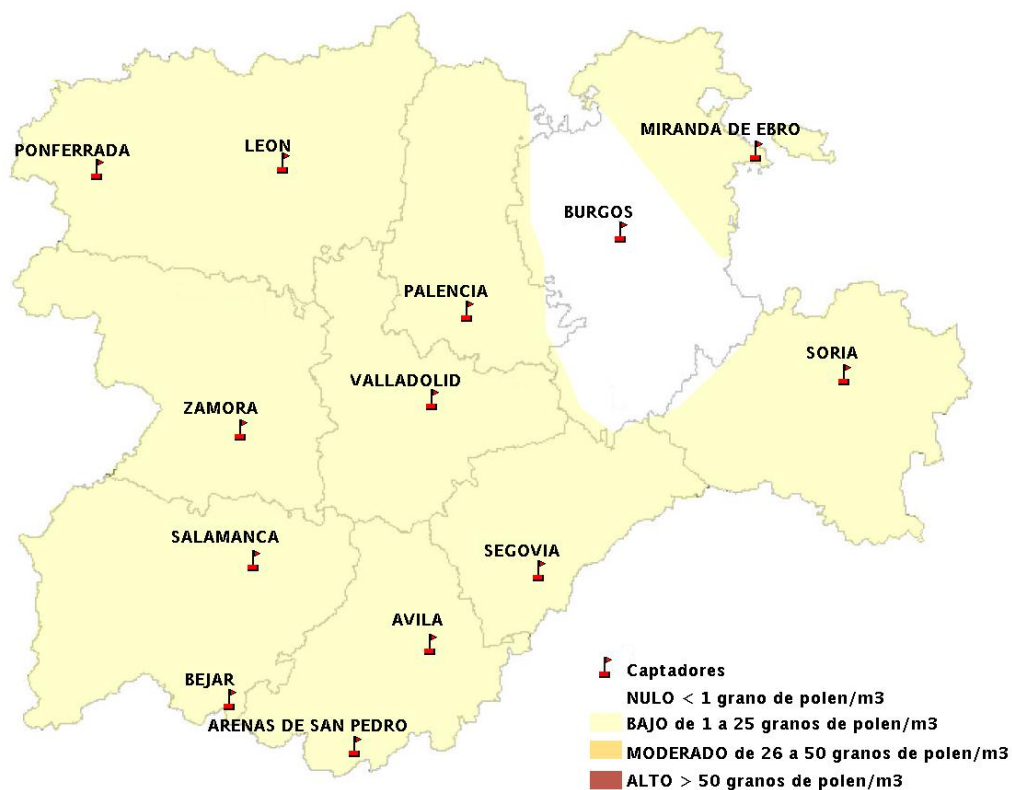 MIRANDA DE EBRO
PONFERRADA
LEON
BURGOS
PALENCIA
SORIA
VALLADOLID
ZAMORA
SALAMANCA
SEGOVIA
AVILA
BEJAR
ARENAS DE SAN PEDRO
Captadores
NULO < 1 grano de polen/m3
BAJO de 1 a 25 granos de polen/m3
MODERADO de 26 a 50 granos de polen/m3
ALTO > 50 granos de polen/m3